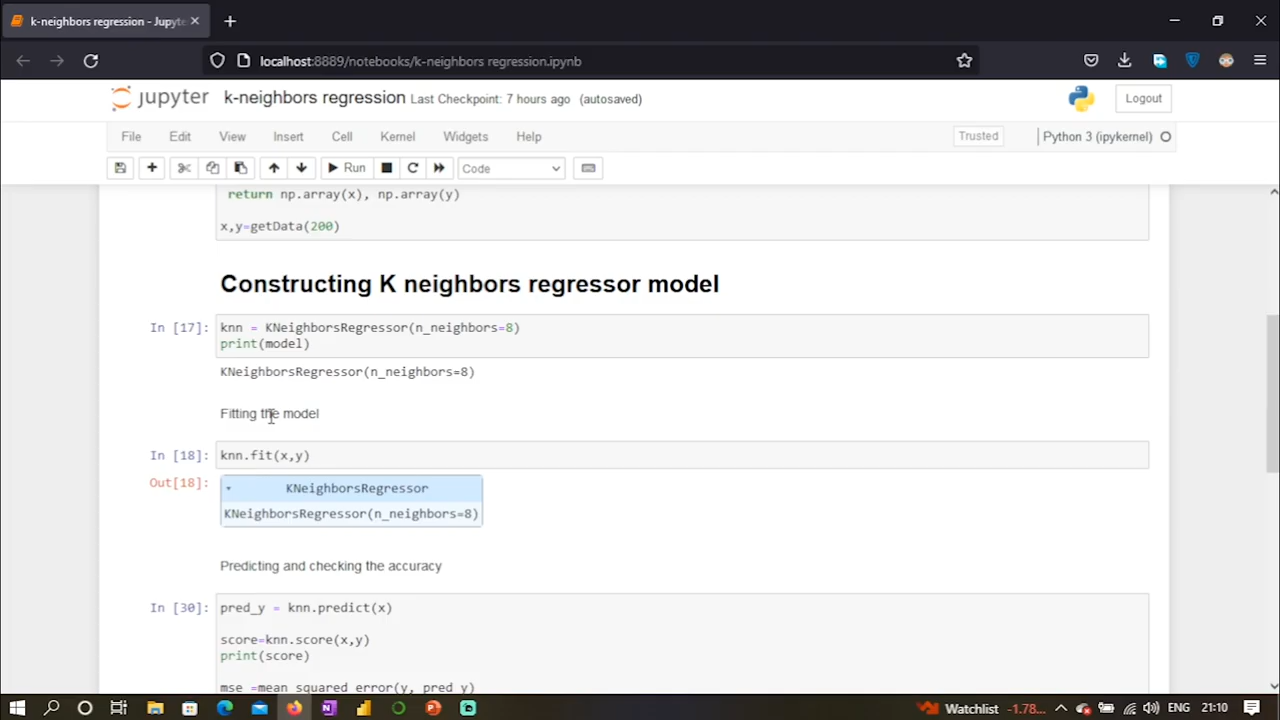 k-neighbors regression - Jupyte
localhost:8889/notebooks/k-neighbors regression.ipynb
jupyter k-neighbors regression Last Checkpoint: 7 hours ago (autosaved)
Logout
File Edit View Insert Cell Kernel Widgets Help
Trusted
Python 3 (ipykernel)
Run
Code
return np.array(x), np.array(y)
x,y=getData(200)
Constructing K neighbors regressor model
In [17]: knn = KNeighborsRegressor(n_neighbors=8)
print(model)
KNeighborsRegressor(n_neighbors=8)
Fitting the model
In [18]: knn.fit(x,y)
Out[18]: KNeighborsRegressor
KNeighborsRegressor(n_neighbors=8)
Predicting and checking the accuracy
In [30]: pred_y = knn.predict(x)
score=knn.score(x,y)
print(score)
mse =mean_squared_error(y, pred_y)
Watchlist -1.78... ENG 21:10